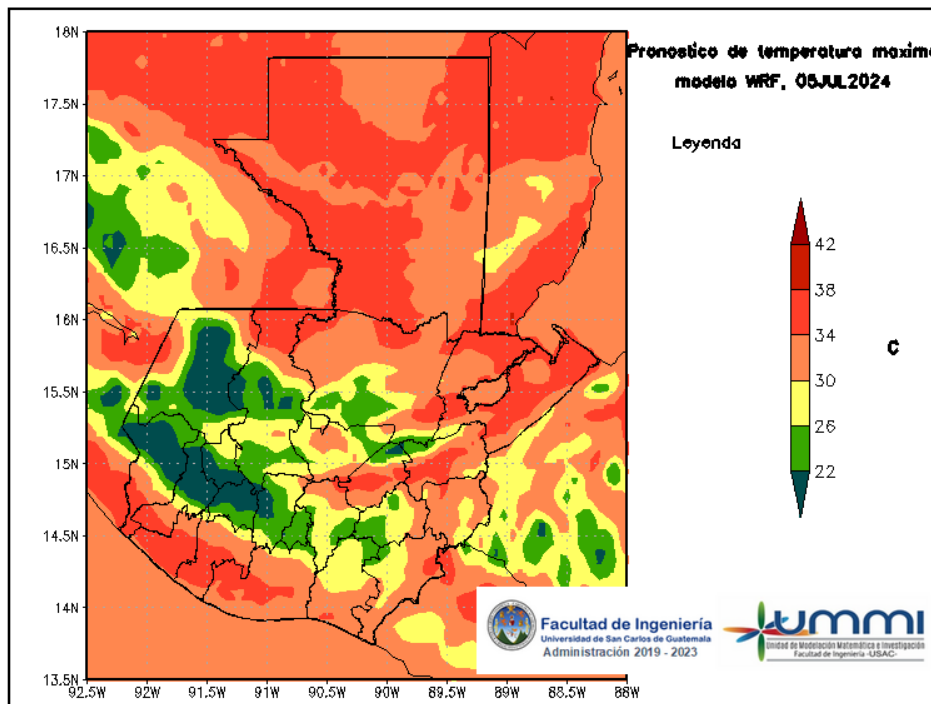 18N
17.5N
17N
16.5N
16N
15.5N
15N
14.5N
14N
13.5N
92.5W
92W
91.5W
91W
90.5W
90W
89.5W
89W
88.5W
88W
Pronostico de temperatura maxima
modelo WRF, 05JUL2024
Leyenda
42
38
34
30
26
22
C
Facultad de Ingeniería
Universidad de San Carlos de Guatemala
Administración 2019 - 2023
UMMI
Unidad de Modelación Matemática e Investigación
Facultad de Ingeniería -USAC-